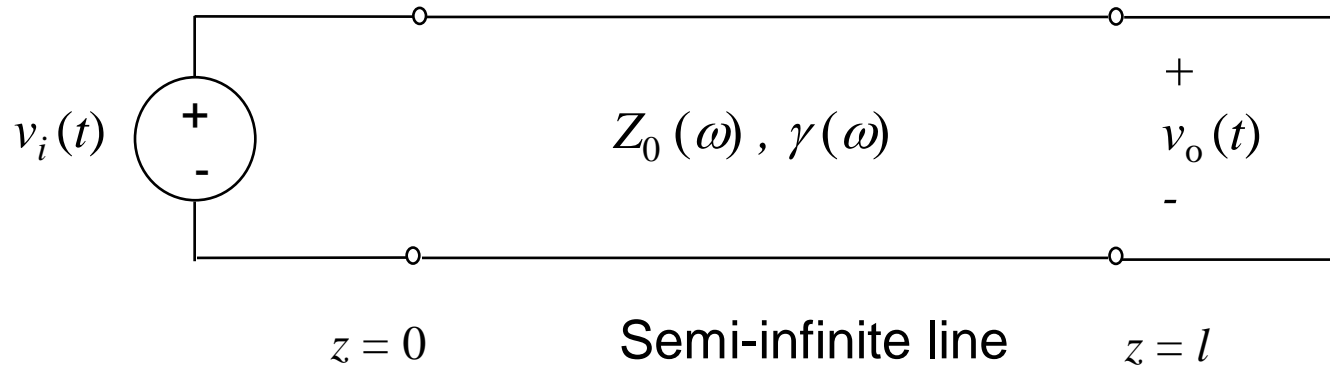 +
+
v_i(t) Z_0 (ω) , γ(ω) v_o(t)
-
-
z = 0 Semi-infinite line z = l